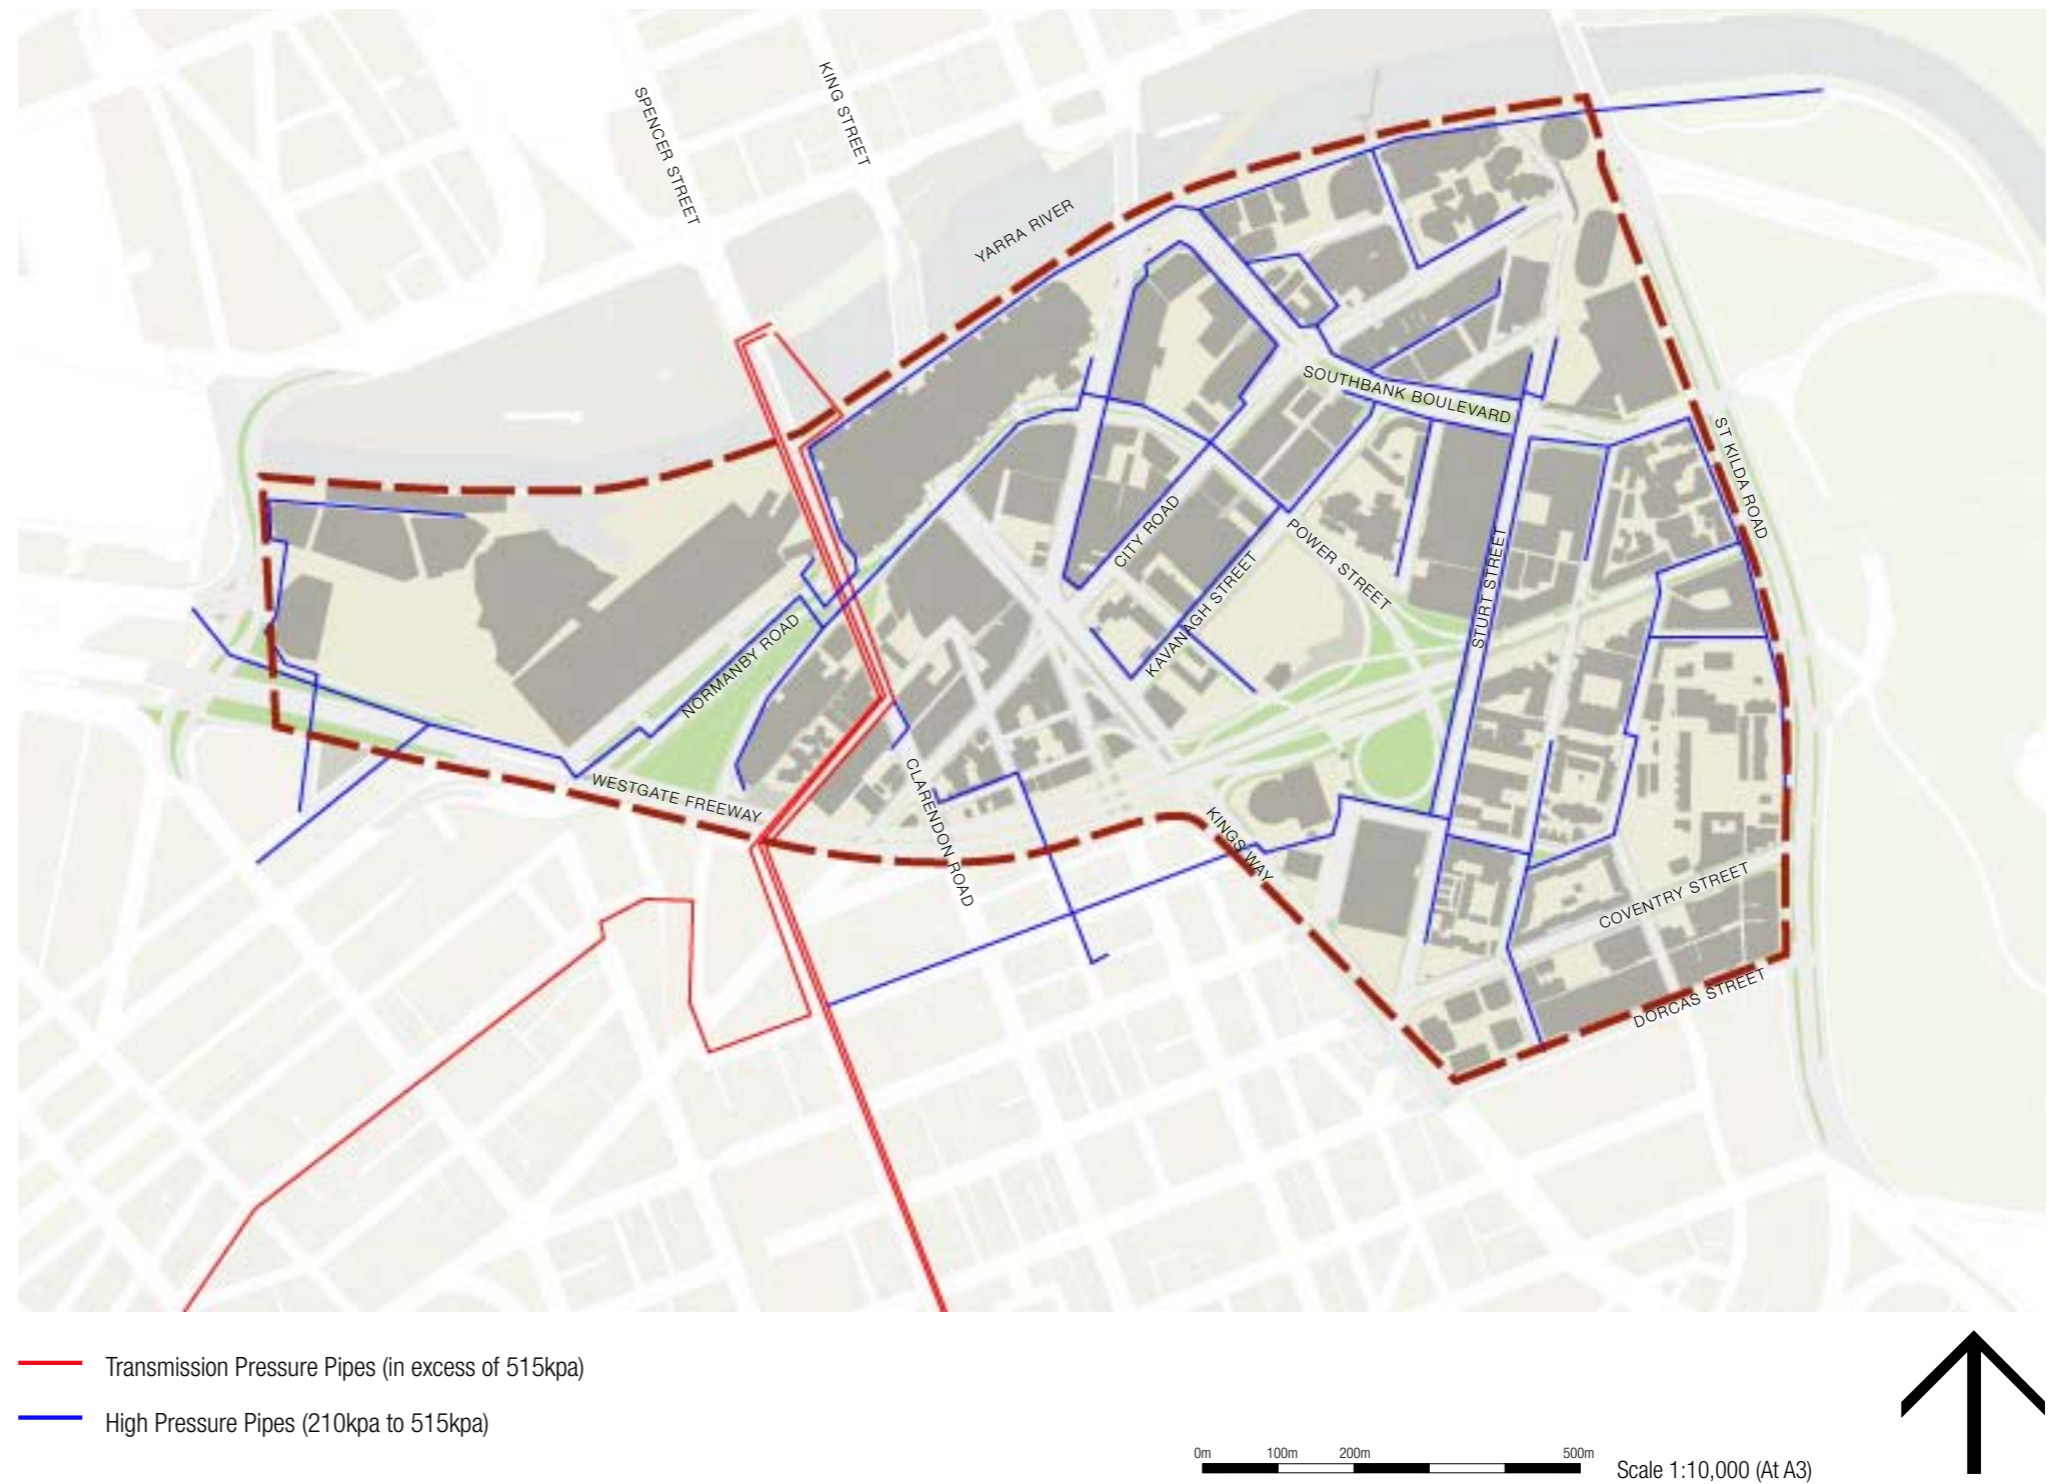 SPENCER STREET
KING STREET
YARRA RIVER
SOUTHBANK BOULEVARD
ST KILDA ROAD
CITY ROAD
POWER STREET
KAVANAGH STREET
STURT STREET
NORMANBY ROAD
WESTGATE FREEWAY
CLARENDON ROAD
KINGS WAY
COVENTRY STREET
DORCAS STREET
Transmission Pressure Pipes (in excess of 515kpa)
High Pressure Pipes (210kpa to 515kpa)
0m 100m 200m 500m
Scale 1:10,000 (At A3)